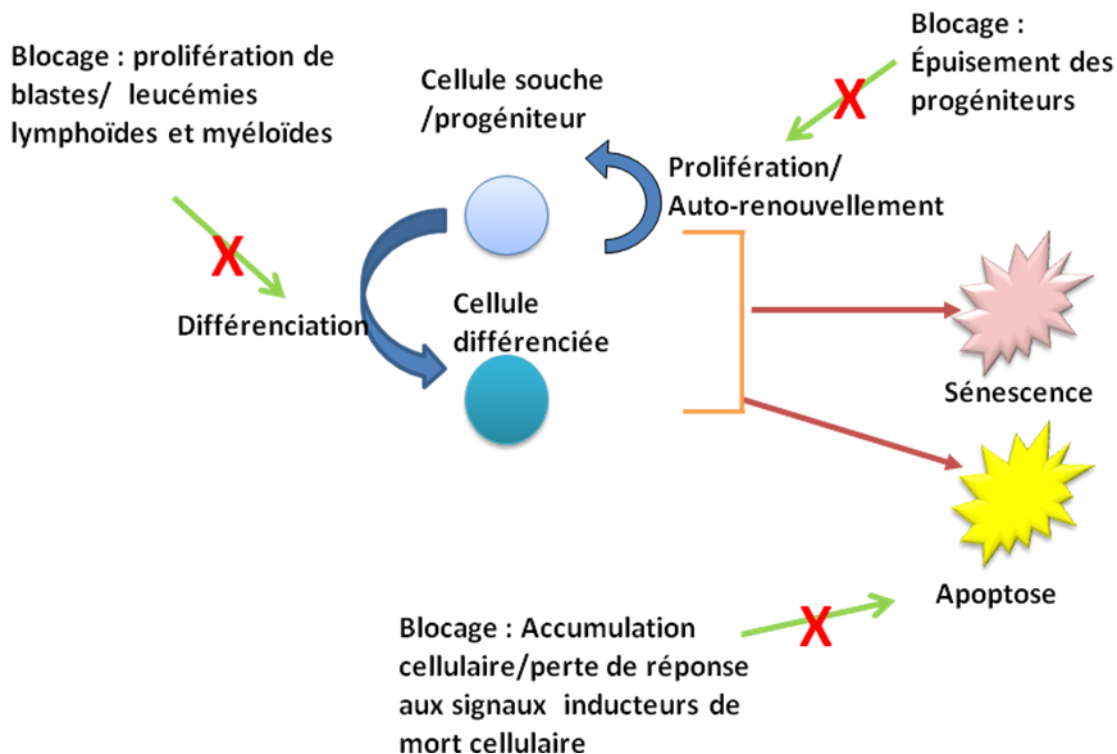 Blocage : prolifération de
blastes/ leucémies
lymphoïdes et myéloïdes
Cellule souche
/progéniteur
Blocage :
Épuisement des
progéniteurs
Prolifération/
Auto-renouvellement
X
X
Différenciation
Cellule
différenciée
Sénescence
Apoptose
X
Blocage : Accumulation
cellulaire/perte de réponse
aux signaux inducteurs de
mort cellulaire